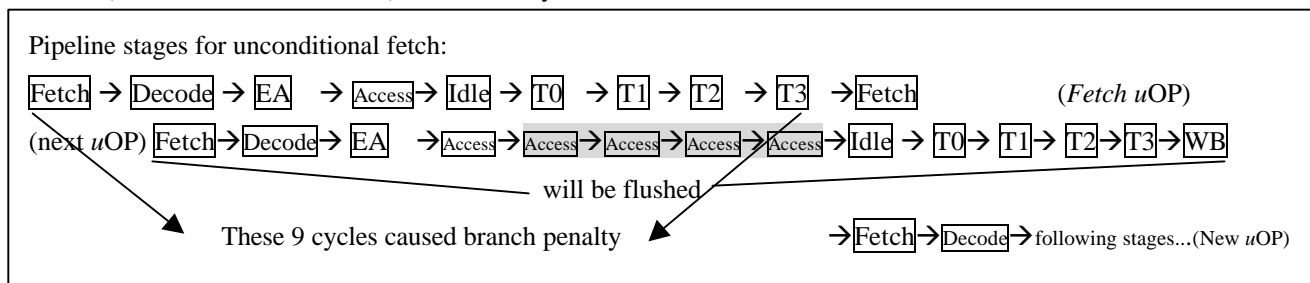 Pipeline stages for unconditional fetch:
Fetch → Decode → EA → Access → Idle → T0 → T1 → T2 → T3 → Fetch (Fetch uOP)
(next uOP) Fetch → Decode → EA → Access → Access → Access → Access → Access → Idle → T0 → T1 → T2 → T3 → WB
will be flushed
These 9 cycles caused branch penalty → Fetch → Decode → following stages...(New uOP)